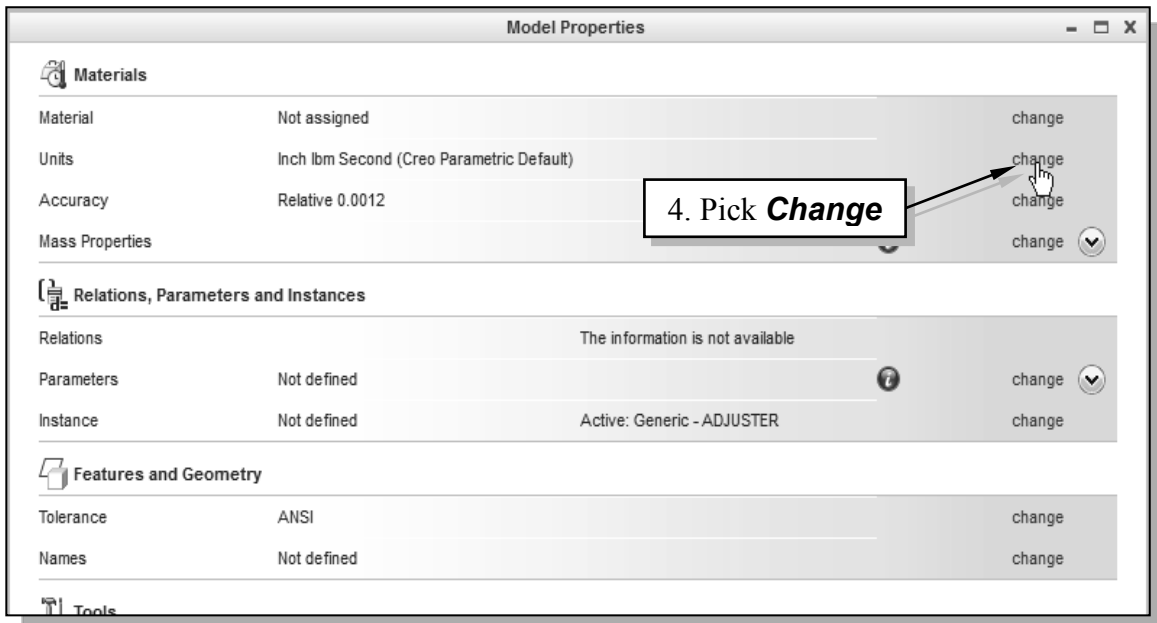 Model Properties
Materials
Material Not assigned change
Units Inch lbm Second (Creo Parametric Default) change
Accuracy Relative 0.0012 change
4. Pick Change
Mass Properties change
Relations, Parameters and Instances
d=
Relations The information is not available
Parameters Not defined change
Instance Not defined Active: Generic - ADJUSTER change
Features and Geometry
Tolerance ANSI change
Names Not defined change
Tools